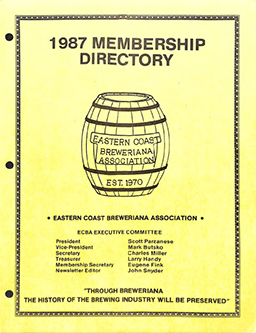 1987 MEMBERSHIP
DIRECTORY
EASTERN COAST
BREWERIANA
ASSOCIATION
EST. 1970
• EASTERN COAST BREWERIANA ASSOCIATION •
ECBA EXECUTIVE COMMITTEE
President Scott Parzanese
Vice-President Mark Butsko
Secretary Charles Miller
Treasurer Larry Handy
Membership Secretary Eugene Fink
Newsletter Editor John Snyder
"THROUGH BREWERIANA
THE HISTORY OF THE BREWING INDUSTRY WILL BE PRESERVED"